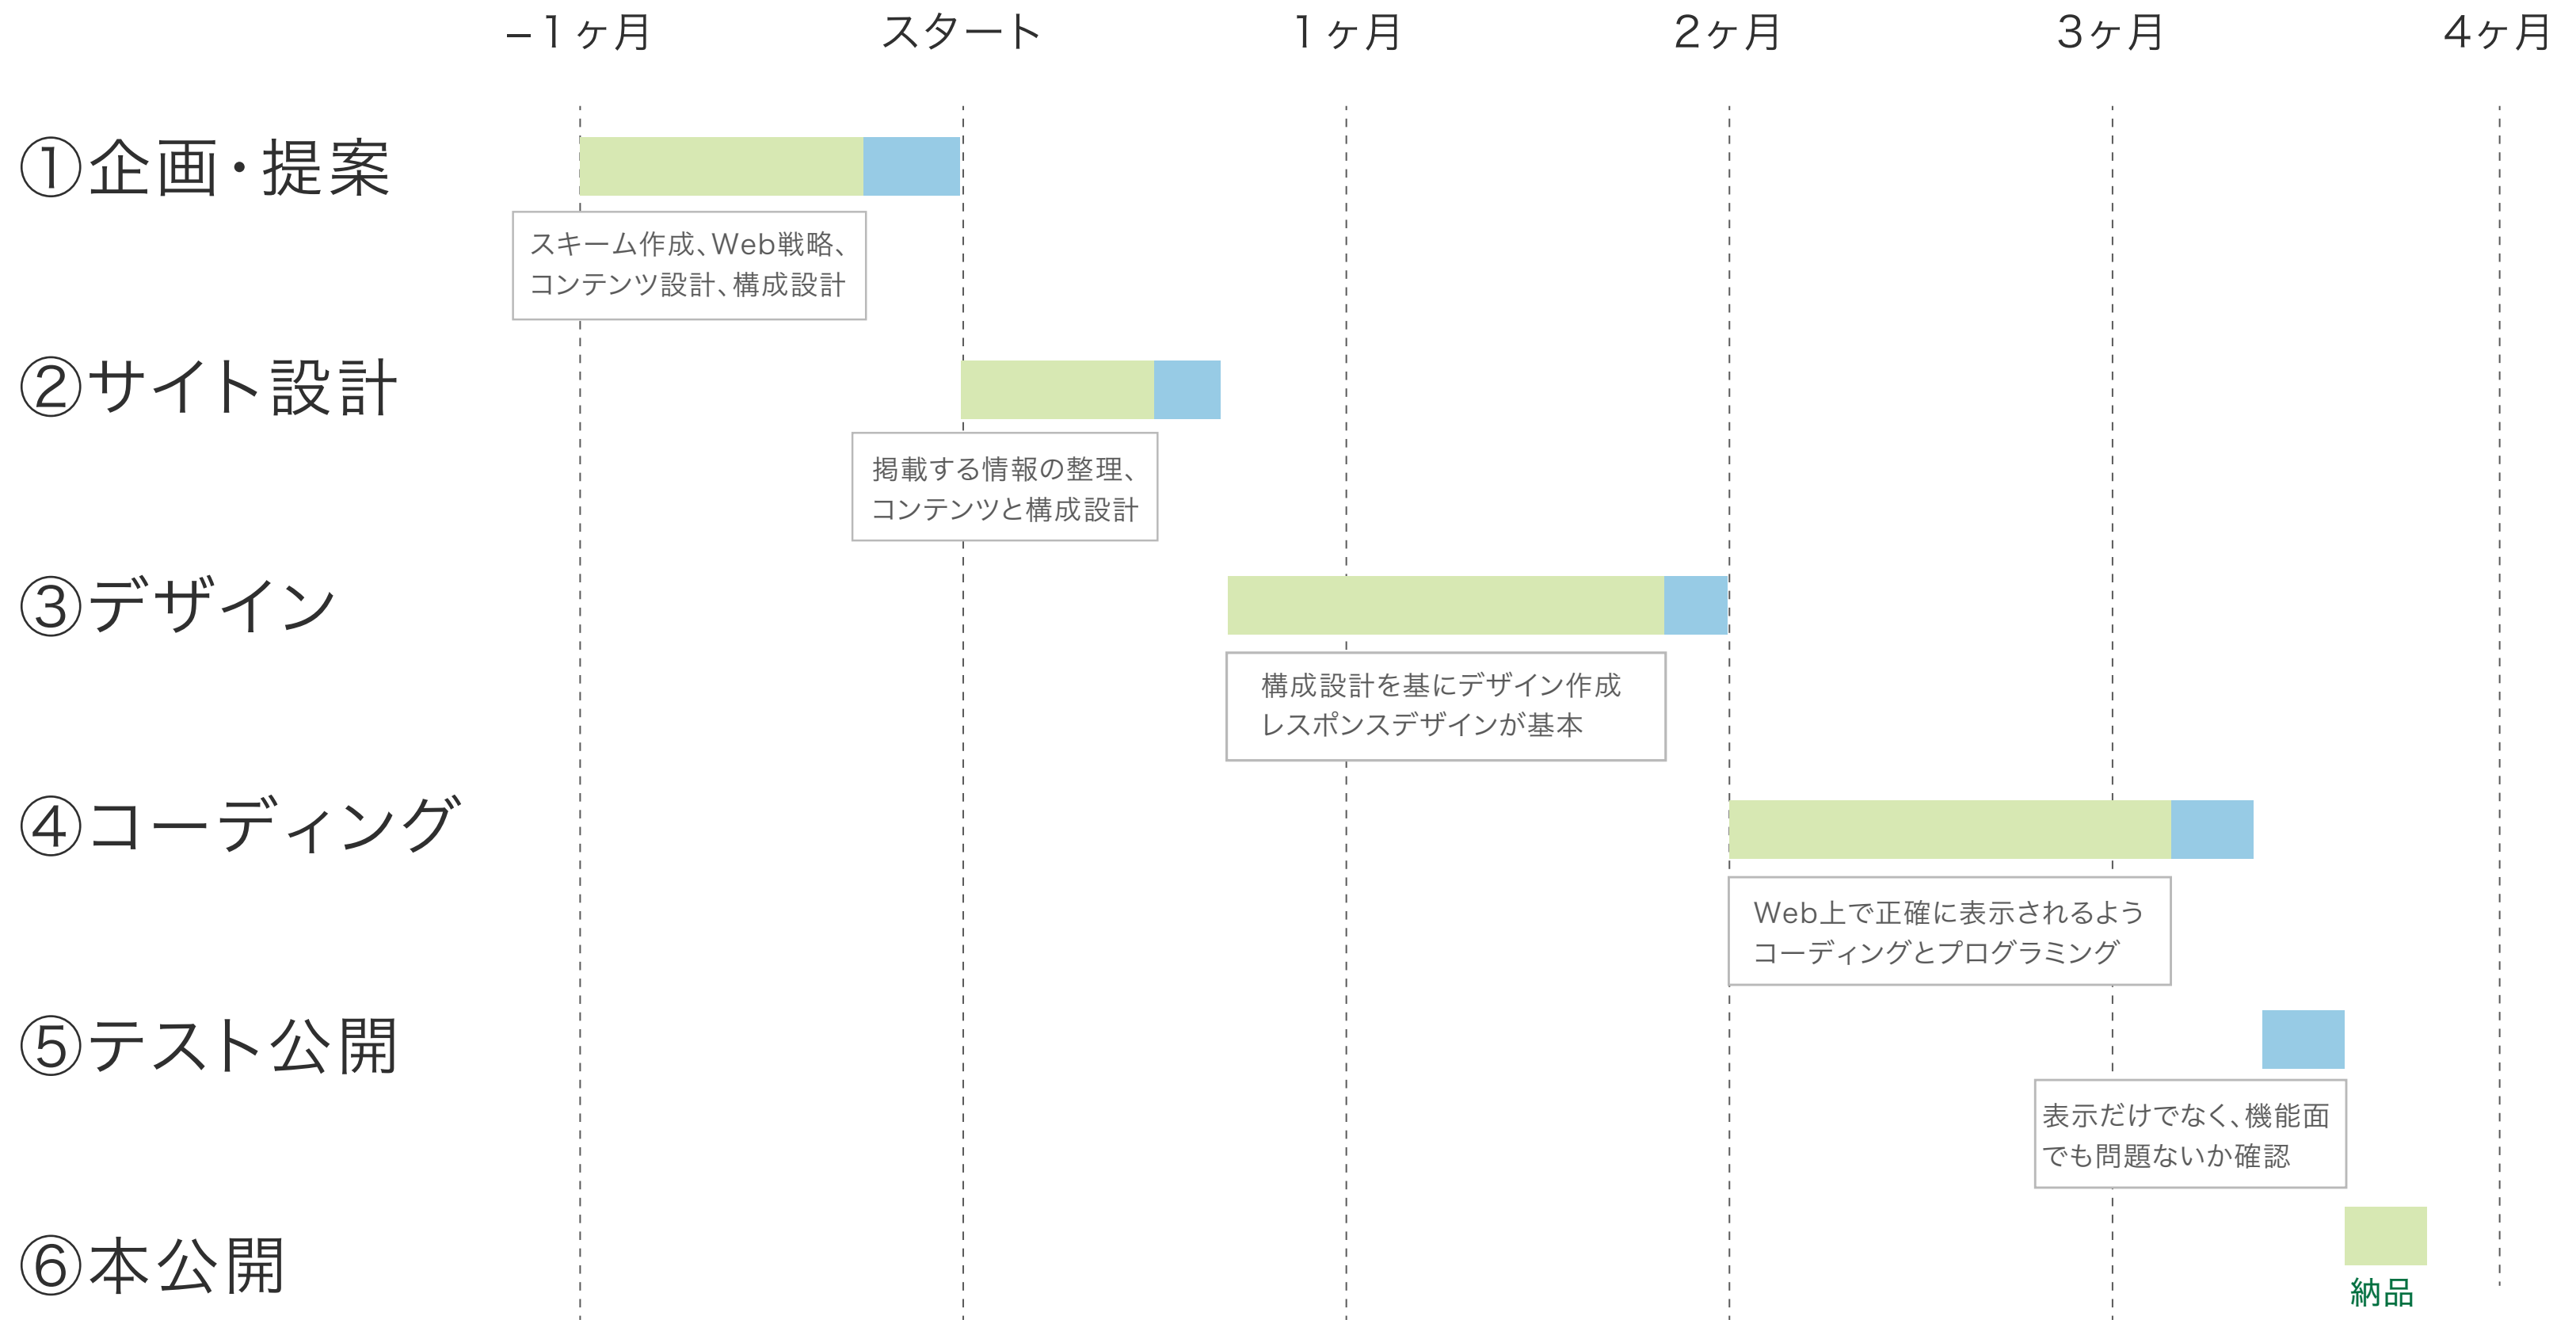 −1ヶ月
スタート
1ヶ月
2ヶ月
3ヶ月
4ヶ月
①企画・提案
スキーム作成、Web戦略、
コンテンツ設計、構成設計
②サイト設計
掲載する情報の整理、
コンテンツと構成設計
③デザイン
構成設計を基にデザイン作成
レスポンスデザインが基本
④コーディング
Web上で正確に表示されるよう
コーディングとプログラミング
⑤テスト公開
表示だけでなく、機能面
でも問題ないか確認
⑥本公開
納品